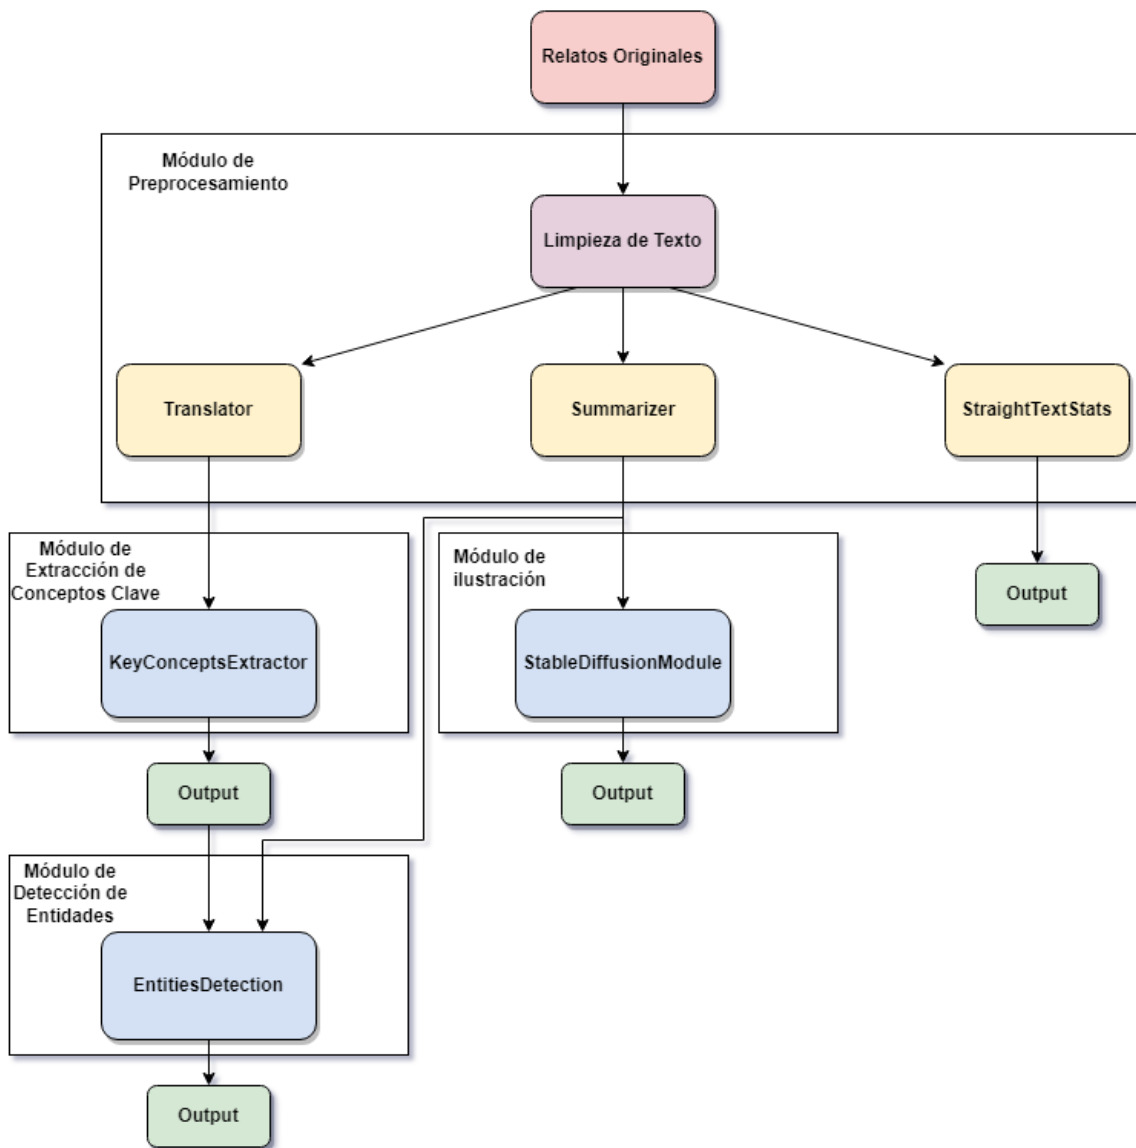 Relatos Originales
Módulo de
Preprocesamiento
Limpieza de Texto
Translator
Summarizer
StraightTextStats
Módulo de
Extracción de
Conceptos Clave
Módulo de
ilustración
Output
KeyConceptsExtractor
StableDiffusionModule
Output
Output
Módulo de
Detección de
Entidades
EntitiesDetection
Output